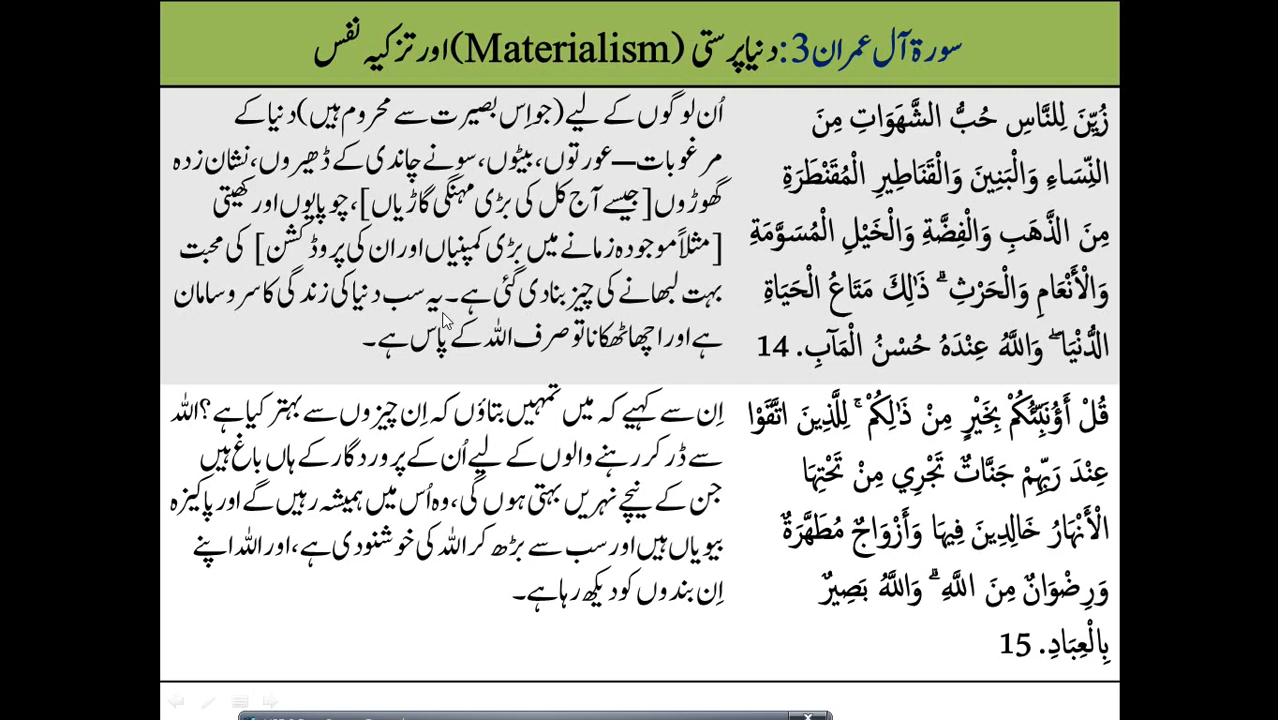 سورۃ آل عمران 3: دنیا پرستی (Materialism) اور تزکیہ نفس
زُيِّنَ لِلنَّاسِ حُبُّ الشَّهَوَاتِ مِنَ
النِّسَاءِ وَالْبَنِينَ وَالْقَنَاطِيرِ الْمُقَنْطَرَةِ
مِنَ الذَّهَبِ وَالْفِضَّةِ وَالْخَيْلِ الْمُسَوَّمَةِ
وَالْأَنْعَامِ وَالْحَرْثِ ۗ ذَٰلِكَ مَتَاعُ الْحَيَاةِ
الدُّنْيَا ۖ وَاللَّهُ عِنْدَهُ حُسْنُ الْمَآبِ. 14
اُن لوگوں کے لیے (جو اِس بصیرت سے محروم ہیں) دنیا کے
مرغوبات—عورتوں، بیٹوں، سونے چاندی کے ڈھیروں، نشان زدہ
گھوڑوں [جیسے آج کل کی بڑی مہنگی گاڑیاں]، چوپایوں اور کھیتی
[مثلاً موجودہ زمانے میں بڑی کمپنیاں اور ان کی پروڈکشن] کی محبت
بہت لبھانے کی چیز بنا دی گئی ہے۔ یہ سب دنیا کی زندگی کا سروسامان
ہے اور اچھا ٹھکانا تو صرف اللہ کے پاس ہے۔
قُلْ أَؤُنَبِّئُكُمْ بِخَيْرٍ مِنْ ذَٰلِكُمْ ۚ لِلَّذِينَ اتَّقَوْا
عِنْدَ رَبِّهِمْ جَنَّاتٌ تَجْرِي مِنْ تَحْتِهَا
الْأَنْهَارُ خَالِدِينَ فِيهَا وَأَزْوَاجٌ مُطَهَّرَةٌ
وَرِضْوَانٌ مِنَ اللَّهِ ۗ وَاللَّهُ بَصِيرٌ
بِالْعِبَادِ. 15
اِن سے کہیے کہ میں تمہیں بتاؤں کہ اِن چیزوں سے بہتر کیا ہے؟ اللہ
سے ڈر کر رہنے والوں کے لیے اُن کے پروردگار کے ہاں باغ ہیں
جن کے نیچے نہریں بہتی ہوں گی، وہ اُس میں ہمیشہ رہیں گے اور پاکیزہ
بیویاں ہیں اور سب سے بڑھ کر اللہ کی خوشنودی ہے، اور اللہ اپنے
اِن بندوں کو دیکھ رہا ہے۔